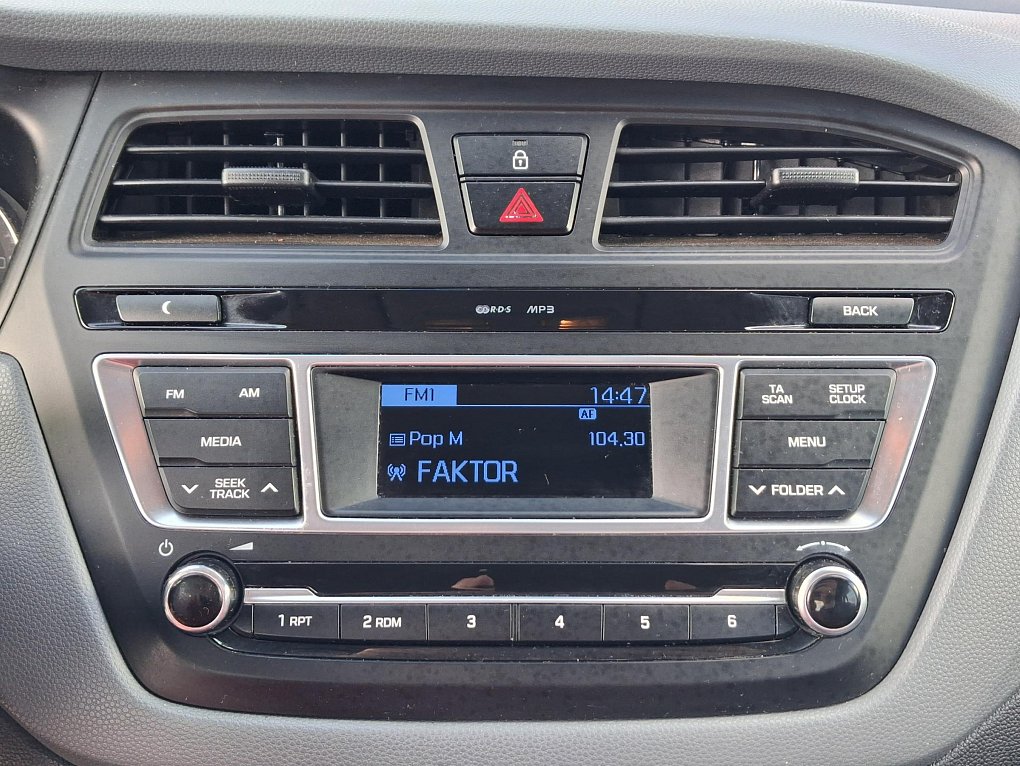 RDS MP3
BACK
FM AM
MEDIA
SEEK
TRACK
FM1 14:47
AF
Pop M 104.30
FAKTOR
TA
SCAN
SETUP
CLOCK
MENU
FOLDER
1 RPT 2 RDM 3 4 5 6